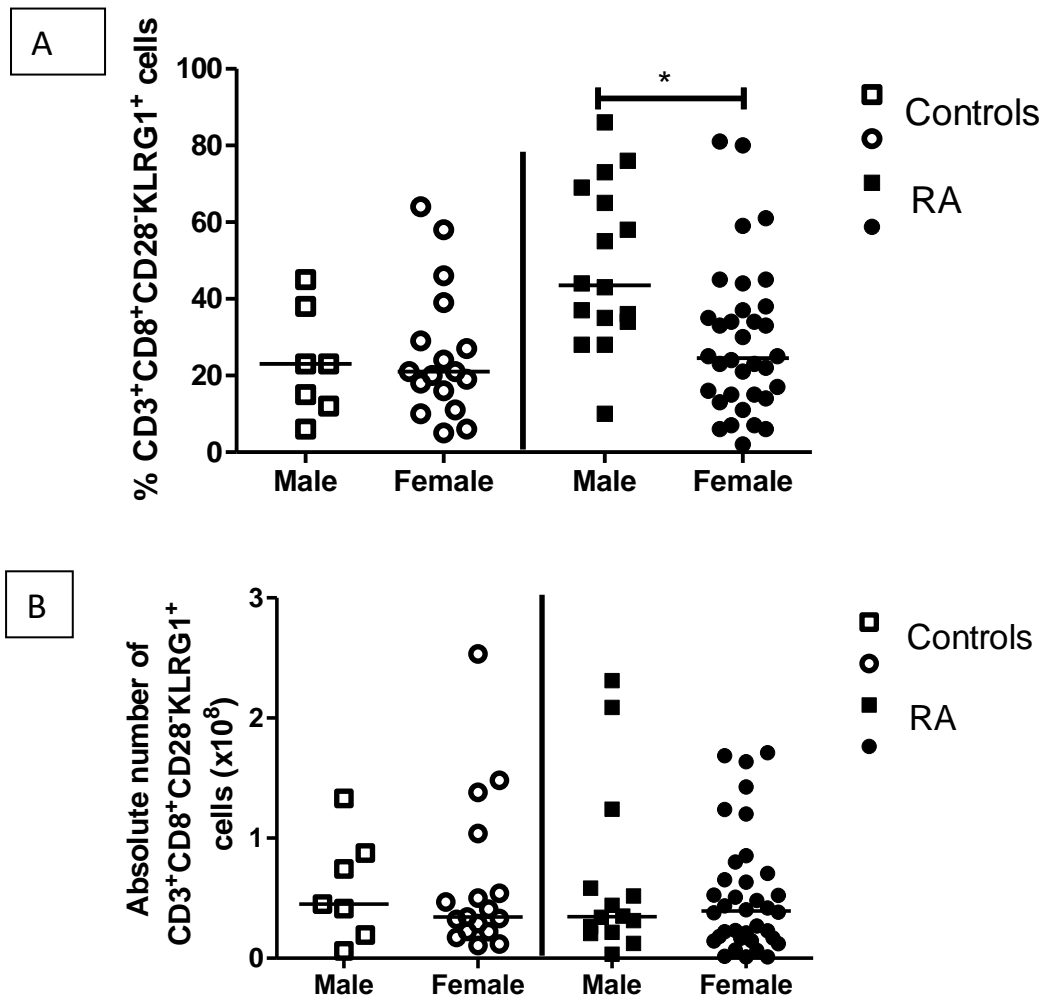 A
% CD3⁺CD8⁺CD28⁻KLRG1⁺ cells
100
80
60
40
20
0
*
Male
Female
Male
Female
Controls
RA
B
Absolute number of
CD3⁺CD8⁺CD28⁻KLRG1⁺
cells (x10⁸)
3
2
1
0
Male
Female
Male
Female
Controls
RA